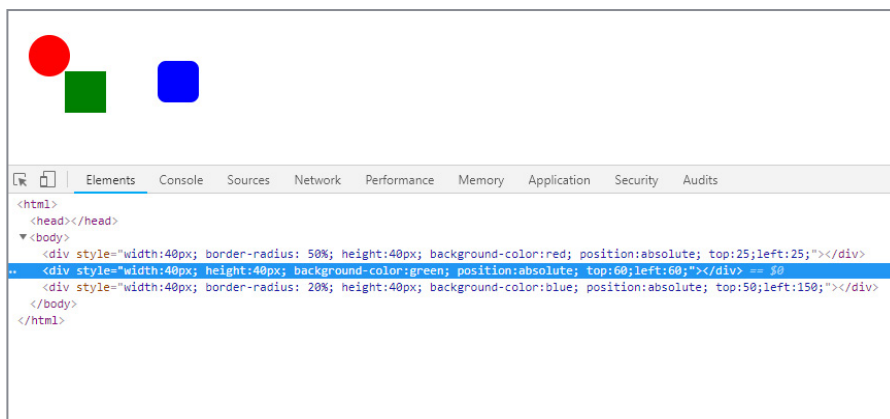 Elements Console Sources Network Performance Memory Application Security Audits
<html>
<head></head>
▼<body>
<div style="width:40px; border-radius: 50%; height:40px; background-color:red; position:absolute; top:25;left:25;"></div>
<div style="width:40px; height:40px; background-color:green; position:absolute; top:60;left:60;"></div> == $0
<div style="width:40px; border-radius: 20%; height:40px; background-color:blue; position:absolute; top:50;left:150;"></div>
</body>
</html>